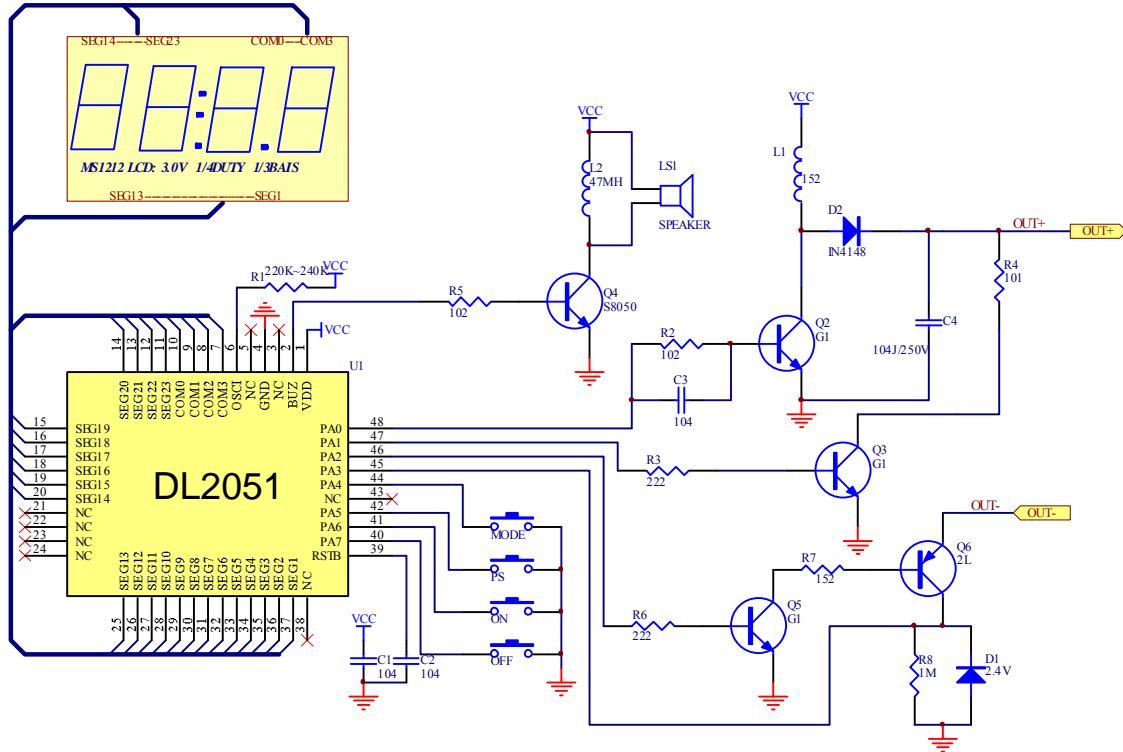 SEG14--------SEG23 COM0----COM3
MS1212 LCD: 3.0V 1/4DUTY 1/3BAIS
SEG13--------------------------SEG1
VCC
L2
47MH
LS1
SPEAKER
VCC
L1
152
D2
IN4148
OUT+
OUT+
R4
101
C4
104J/250V
R1
220K~240K
VCC
VCC
R5
102
Q4
S8050
R2
102
C3
104
Q2
G1
14 13 12 11 10 9 8 7 6 5 4 3 2 1
U1
SEG20 SEG21 SEG22 SEG23 COM0 COM1 COM2 COM3 OSCI NC GND NC BUZ VDD
15 SEG19
16 SEG18
17 SEG17
18 SEG16
19 SEG15
20 SEG14
21 NC
22 NC
23 NC
24 NC
DL2051
PA0 48
PA1 47
PA2 46
PA3 45
PA4 44
NC 43
PA5 42
PA6 41
PA7 40
RSTB 39
SEG13 SEG12 SEG11 SEG10 SEG9 SEG8 SEG7 SEG6 SEG5 SEG4 SEG3 SEG2 SEG1 NC
25 26 27 28 29 30 31 32 33 34 35 36 37 38
R3
222
Q3
G1
MODE
PS
ON
OFF
OUT-
OUT-
Q6
2L
R7
152
R6
222
Q5
G1
VCC
C1
104
C2
104
R8
1M
D1
2.4V